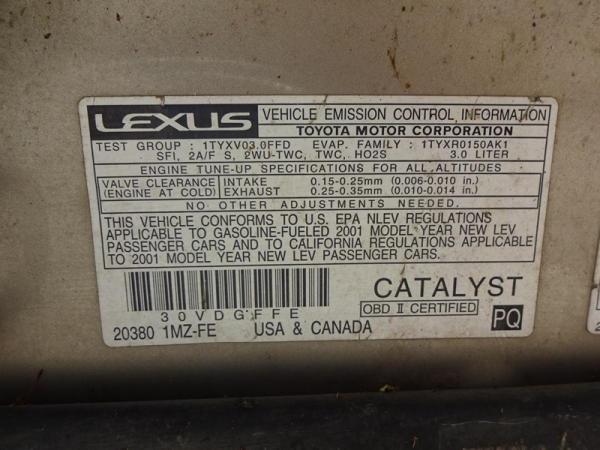 LEXUS
VEHICLE EMISSION CONTROL INFORMATION
TOYOTA MOTOR CORPORATION
TEST GROUP : 1TYXV03.0FFD EVAP. FAMILY : 1TYXR0150AK1
SFI, 2A/F S, 2WU-TWC, TWC, HO2S 3.0 LITER
ENGINE TUNE-UP SPECIFICATIONS FOR ALL ALTITUDES
VALVE CLEARANCE INTAKE 0.15-0.25mm (0.006-0.010 in.)
(ENGINE AT COLD) EXHAUST 0.25-0.35mm (0.010-0.014 in.)
NO OTHER ADJUSTMENTS NEEDED.
THIS VEHICLE CONFORMS TO U.S. EPA NLEV REGULATIONS
APPLICABLE TO GASOLINE-FUELED 2001 MODEL YEAR NEW LEV
PASSENGER CARS AND TO CALIFORNIA REGULATIONS APPLICABLE
TO 2001 MODEL YEAR NEW LEV PASSENGER CARS.
30VDGFFE
CATALYST
OBD II CERTIFIED
20380 1MZ-FE USA & CANADA
PQ